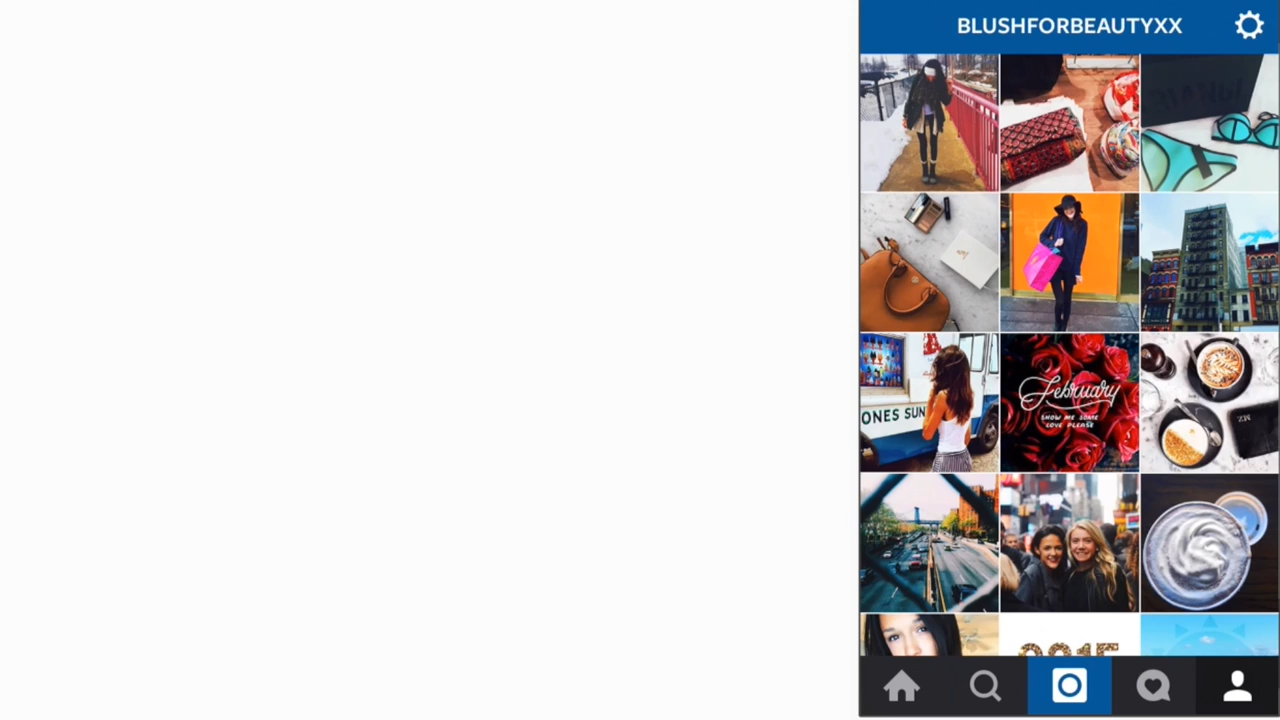 BLUSHFORBEAUTYXX
ONES SUN
February
SHOW ME SOME
LOVE PLEASE
2015